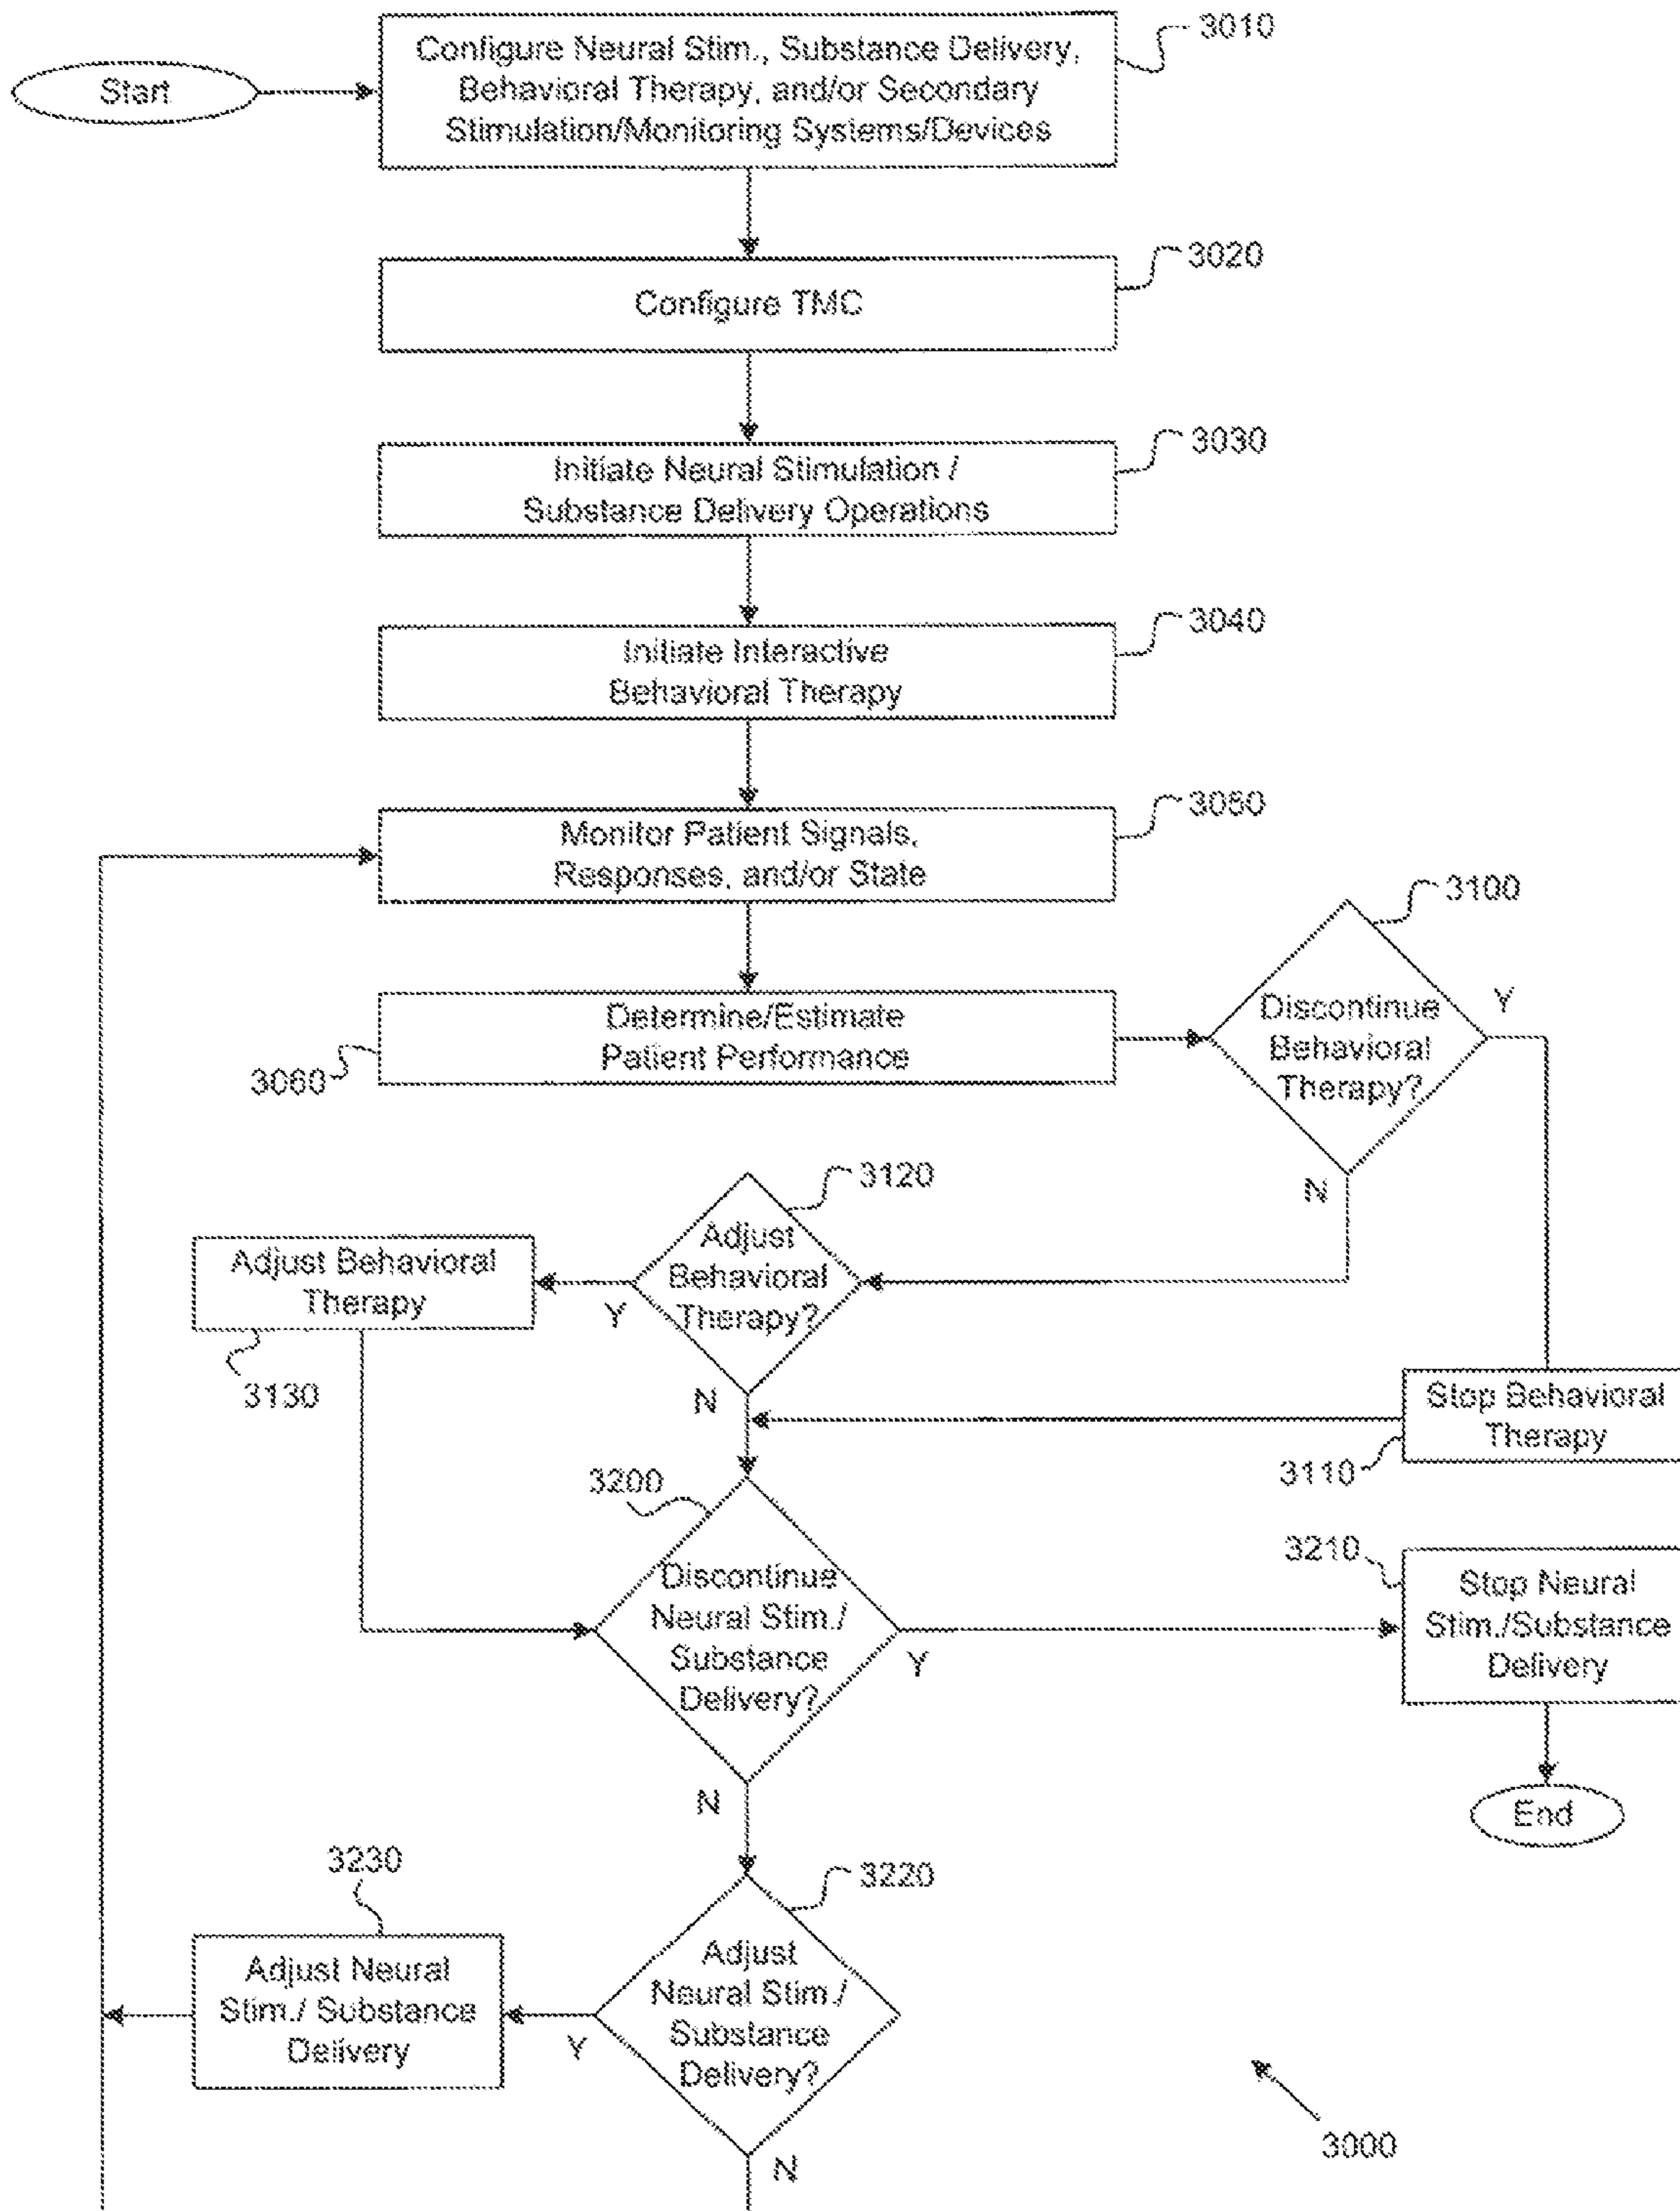 Start
Configure Neural Stim., Substance Delivery,
Behavioral Therapy, and/or Secondary
Stimulation/Monitoring Systems/Devices
3010
Configure TMC
3020
Initiate Neural Stimulation /
Substance Delivery Operations
3030
Initiate Interactive
Behavioral Therapy
3040
Monitor Patient Signals,
Responses, and/or State
3050
Determine/Estimate
Patient Performance
3060
Discontinue
Behavioral
Therapy?
3100
Y
N
Adjust
Behavioral
Therapy?
3120
Y
N
Adjust Behavioral
Therapy
3130
Stop Behavioral
Therapy
3110
3200
Discontinue
Neural Stim./
Substance
Delivery?
Y
N
3210
Stop Neural
Stim./Substance
Delivery
End
3220
Adjust
Neural Stim./
Substance
Delivery?
Y
N
3230
Adjust Neural
Stim./ Substance
Delivery
3000